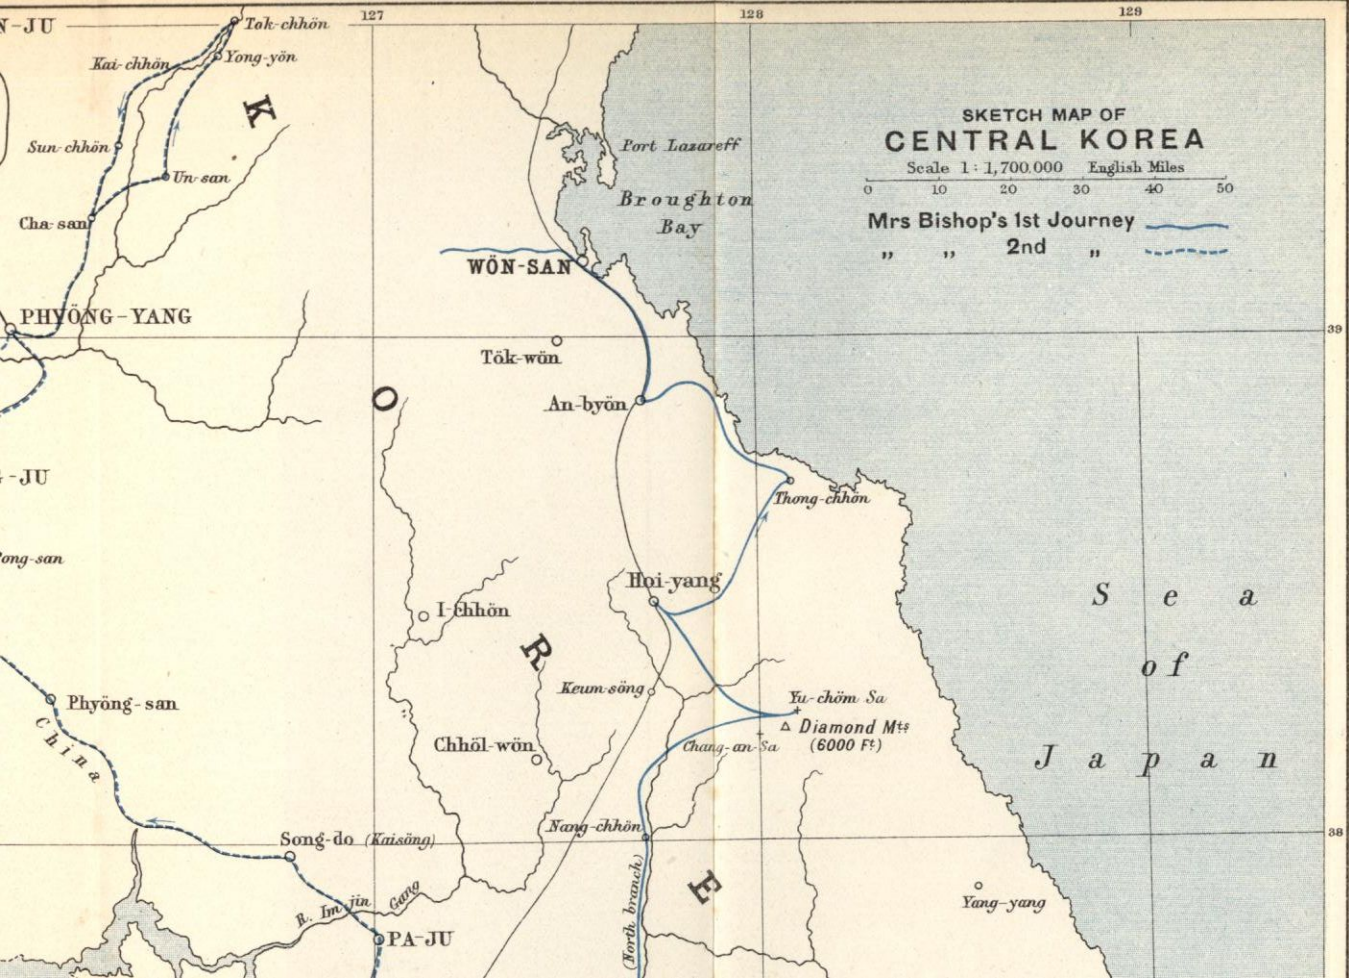 N-JU
127
128
129
Tok-chhön
Kai-chhön
Yong-yön
K
Sun-chhön
Un-san
Cha-san
PHYÖNG-YANG
Port Lazareff
Broughton
Bay
SKETCH MAP OF
CENTRAL KOREA
Scale 1:1,700.000 English Miles
0 10 20 30 40 50
Mrs Bishop's 1st Journey
„ „ 2nd „
WÖN-SAN
39
Tök-wön
O
An-byön
-JU
Thong-chhön
ong-san
Hoi-yang
I-chhön
R
Sea
of
Japan
Keum-söng
Yu-chöm Sa
Phyöng-san
China
Diamond Mts
(6000 Ft.)
Chhöl-wön
Chang-an-Sa
Nang-chhön
38
Song-do (Kaisöng)
E
(North branch)
R. Im jin Gang
Yang-yang
PA-JU